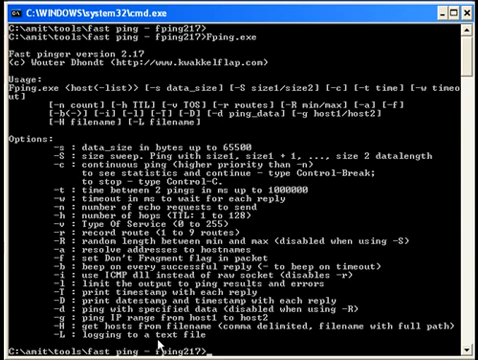 C:\WINDOWS\system32\cmd.exe
C:\amit\tools\fast ping - fping217>
C:\amit\tools\fast ping - fping217>Fping.exe
Fast pinger version 2.17
(c) Wouter Dhondt (http://www.kwakkelflap.com)
Usage:
Fping.exe <host(-list)> [-s data_size] [-S size1/size2] [-c] [-t time] [-w timeo
ut]
[-n count] [-h TTL] [-v TOS] [-r routes] [-R min/max] [-a] [-f]
[-b(-)] [-i] [-l] [-T] [-D] [-d ping_data] [-g host1/host2]
[-H filename] [-L filename]
Options:
-s : data_size in bytes up to 65500
-S : size sweep. Ping with size1, size1 + 1, ..., size 2 datalength
-c : continuous ping (higher priority than -n)
to see statistics and continue - type Control-Break;
to stop - type Control-C.
-t : time between 2 pings in ms up to 1000000
-w : timeout in ms to wait for each reply
-n : number of echo requests to send
-h : number of hops (TTL: 1 to 128)
-v : Type Of Service (0 to 255)
-r : record route (1 to 9 routes)
-R : random length between min and max (disabled when using -S)
-a : resolve addresses to hostnames
-f : set Don't Fragment flag in packet
-b : beep on every successful reply (- to beep on timeout)
-i : use ICMP dll instead of raw socket (disables -r)
-l : limit the output to ping results and errors
-T : print timestamp with each reply
-D : print datestamp and timestamp with each reply
-d : ping with specified data (disabled when using -R)
-g : ping IP range from host1 to host2
-H : get hosts from filename (comma delimited, filename with full path)
-L : logging to a text file
C:\amit\tools\fast ping - fping217>_